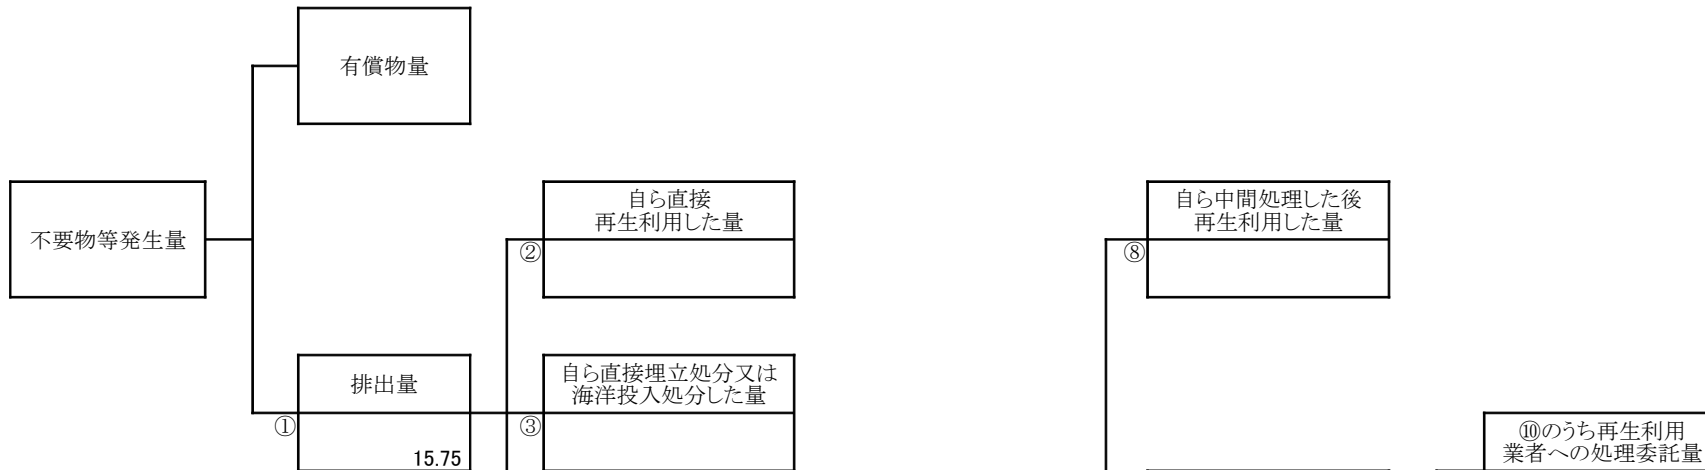 有償物量
不要物等発生量
自ら直接
再生利用した量
②
自ら中間処理した後
再生利用した量
⑧
排出量
①
15.75
自ら直接埋立処分又は
海洋投入処分した量
③
⑩のうち再生利用
業者への処理委託量